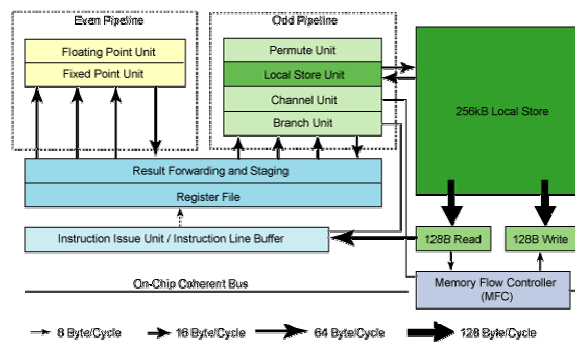 Even Pipeline
Odd Pipeline
Floating Point Unit
Fixed Point Unit
Permute Unit
Local Store Unit
Channel Unit
Branch Unit
256kB Local Store
Result Forwarding and Staging
Register File
Instruction Issue Unit / Instruction Line Buffer
128B Read
128B Write
On-Chip Coherent Bus
Memory Flow Controller
(MFC)
8 Byte/Cycle
16 Byte/Cycle
64 Byte/Cycle
128 Byte/Cycle